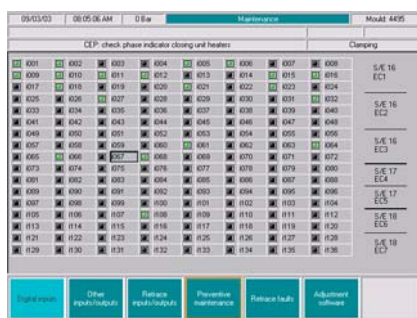 09/03/03 08:05:06 AM 0 Bar Maintenance Mould: 4495
CEP: check phase indicator closing unit heaters Clamping
i001 i002 i003 i004 i005 i006 i007 i008
i009 i010 i011 i012 i013 i014 i015 i016
i017 i018 i019 i020 i021 i022 i023 i024
i025 i026 i027 i028 i029 i030 i031 i032
i033 i034 i035 i036 i037 i038 i039 i040
i041 i042 i043 i044 i045 i046 i047 i048
i049 i050 i051 i052 i053 i054 i055 i056
i057 i058 i059 i060 i061 i062 i063 i064
i065 i066 i067 i068 i069 i070 i071 i072
i073 i074 i075 i076 i077 i078 i079 i080
i081 i082 i083 i084 i085 i086 i087 i088
i089 i090 i091 i092 i093 i094 i095 i096
i097 i098 i099 i100 i101 i102 i103 i104
i105 i106 i107 i108 i109 i110 i111 i112
i113 i114 i115 i116 i117 i118 i119 i120
i121 i122 i123 i124 i125 i126 i127 i128
i129 i130 i131 i132 i133 i134 i135 i136
S/E 16
EC1
S/E 16
EC2
S/E 16
EC3
S/E 17
EC4
S/E 17
EC5
S/E 18
EC6
S/E 18
EC7
Digital inputs
Other
inputs/outputs
Retrace
inputs/outputs
Preventive
maintenance
Retrace faults
Adjustment
software